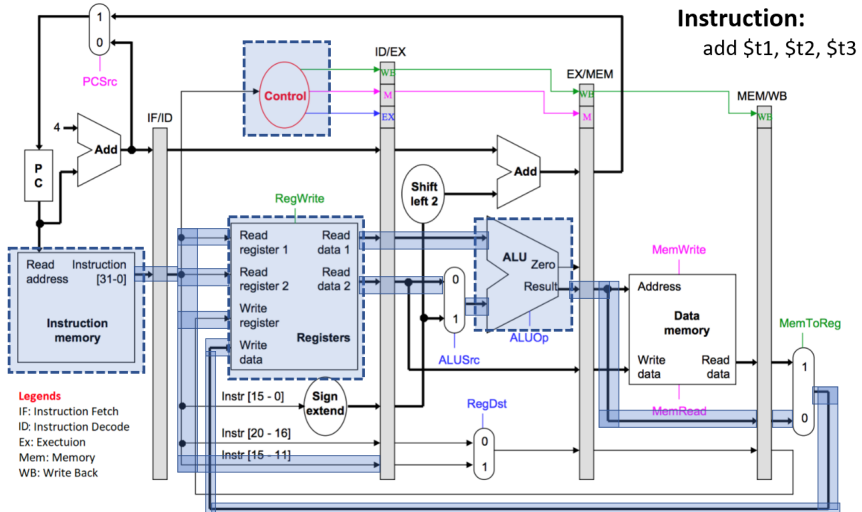 Instruction:
add $t1, $t2, $t3
1
0
PCSrc
4
Add
P
C
IF/ID
Control
ID/EX
WB
M
EX
EX/MEM
WB
M
MEM/WB
WB
Add
Shift
left 2
RegWrite
Read
address
Instruction
[31-0]
Instruction
memory
Read
register 1
Read
data 1
Read
register 2
Read
data 2
Write
register
Write
data
Registers
0
1
ALUSrc
ALU
Zero
Result
ALUOp
MemWrite
Address
Data
memory
Write
data
Read
data
MemRead
MemToReg
1
0
Sign
extend
Instr [15 - 0]
Instr [20 - 16]
Instr [15 - 11]
RegDst
0
1
Legends
IF: Instruction Fetch
ID: Instruction Decode
Ex: Exectuion
Mem: Memory
WB: Write Back